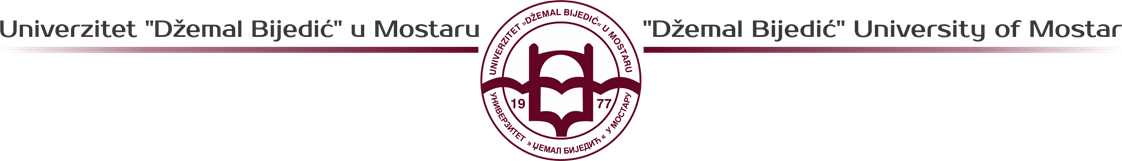 Univerzitet "Džemal Bijedić" u Mostaru
UNIVERZITET »DŽEMAL BIJEDIĆ« U MOSTARU
19 77
УНИВЕРЗИТЕТ »ЏЕМАЛ БИЈЕДИЋ« У МОСТАРУ
"Džemal Bijedić" University of Mostar